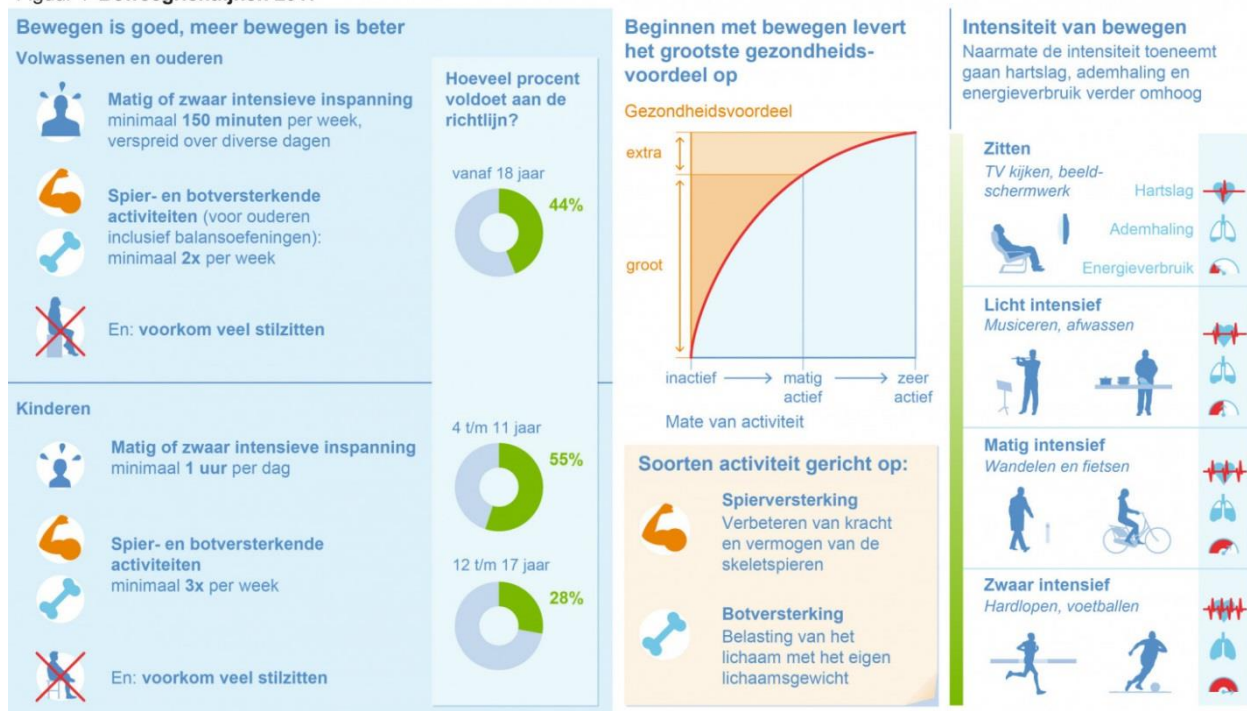 Bewegen is goed, meer bewegen is beter
Volwassenen en ouderen
Matig of zwaar intensieve inspanning
minimaal 150 minuten per week,
verspreid over diverse dagen
Spier- en botversterkende
activiteiten (voor ouderen
inclusief balansoefeningen):
minimaal 2x per week
En: voorkom veel stilzitten
Hoeveel procent
voldoet aan de
richtlijn?
vanaf 18 jaar
44%
Kinderen
Matig of zwaar intensieve inspanning
minimaal 1 uur per dag
Spier- en botversterkende
activiteiten
minimaal 3x per week
En: voorkom veel stilzitten
4 t/m 11 jaar
55%
12 t/m 17 jaar
28%
Beginnen met bewegen levert
het grootste gezondheids-
voordeel op
Gezondheidsvoordeel
extra
groot
inactief
matig
actief
zeer
actief
Mate van activiteit
Soorten activiteit gericht op:
Spierversterking
Verbeteren van kracht
en vermogen van de
skeletspieren
Botversterking
Belasting van het
lichaam met het eigen
lichaamsgewicht
Intensiteit van bewegen
Naarmate de intensiteit toeneemt
gaan hartslag, ademhaling en
energieverbruik verder omhoog
Zitten
TV kijken, beeld-
schermwerk
Hartslag
Ademhaling
Energieverbruik
Licht intensief
Musiceren, afwassen
Matig intensief
Wandelen en fietsen
Zwaar intensief
Hardlopen, voetballen